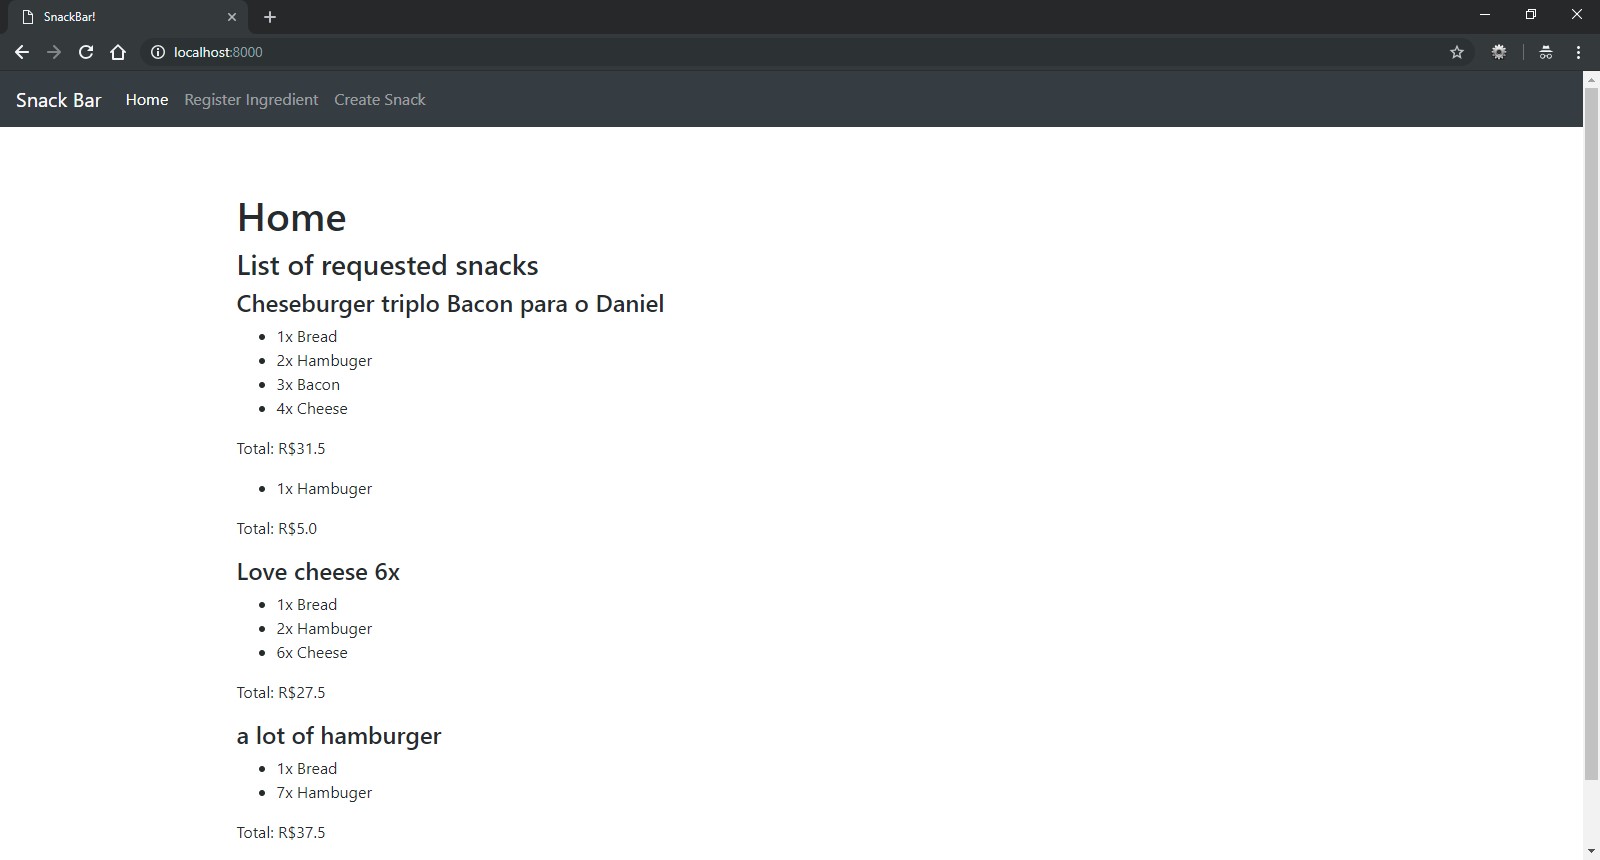 SnackBar!
localhost:8000
Snack Bar Home Register Ingredient Create Snack
Home
List of requested snacks
Cheseburger triplo Bacon para o Daniel
1x Bread
2x Hambuger
3x Bacon
4x Cheese
Total: R$31.5
1x Hambuger
Total: R$5.0
Love cheese 6x
1x Bread
2x Hambuger
6x Cheese
Total: R$27.5
a lot of hamburger
1x Bread
7x Hambuger
Total: R$37.5